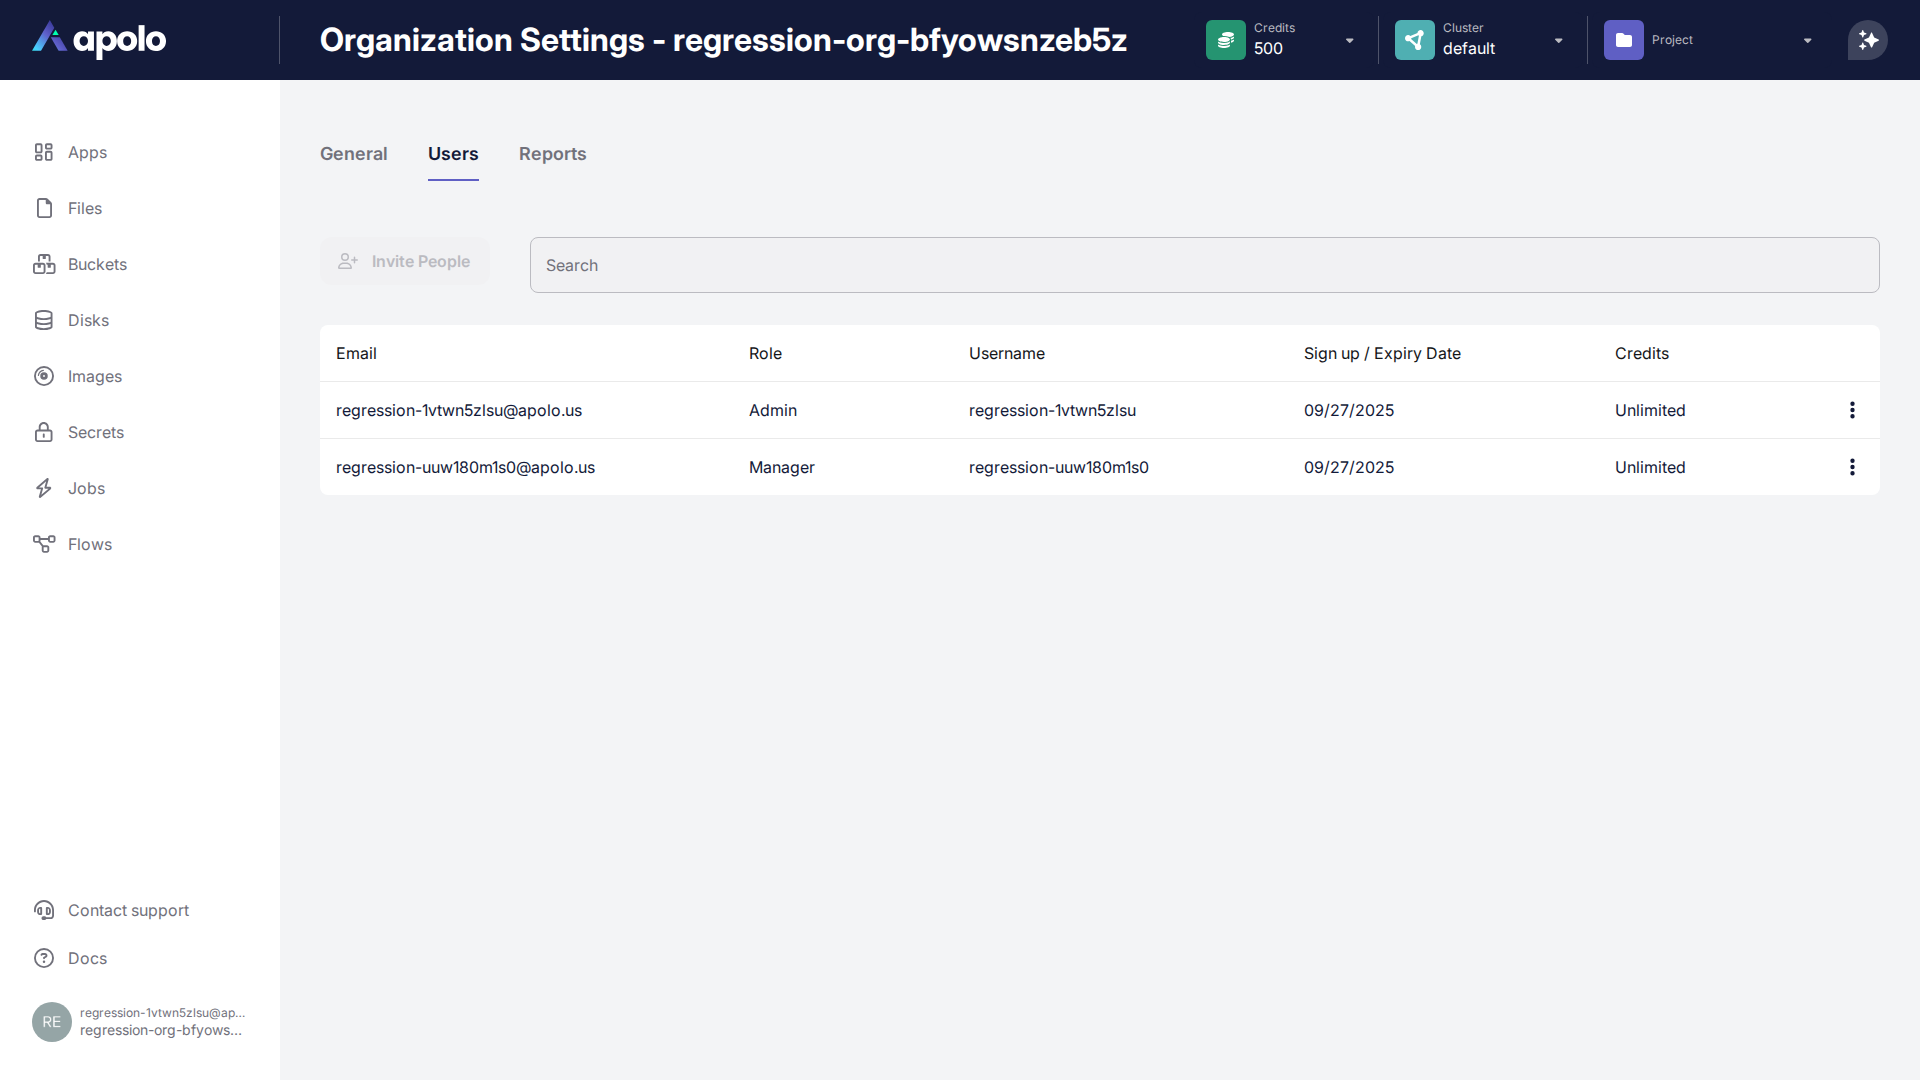 apolo
Organization Settings - regression-org-bfyowsnzeb5z
Credits
500
Cluster
default
Project
Apps
Files
Buckets
Disks
Images
Secrets
Jobs
Flows
Contact support
Docs
RE
regression-1vtwn5zlsu@ap...
regression-org-bfyows...
General Users Reports
Invite People
Search
Email Role Username Sign up / Expiry Date Credits
regression-1vtwn5zlsu@apolo.us Admin regression-1vtwn5zlsu 09/27/2025 Unlimited
regression-uuw180m1s0@apolo.us Manager regression-uuw180m1s0 09/27/2025 Unlimited